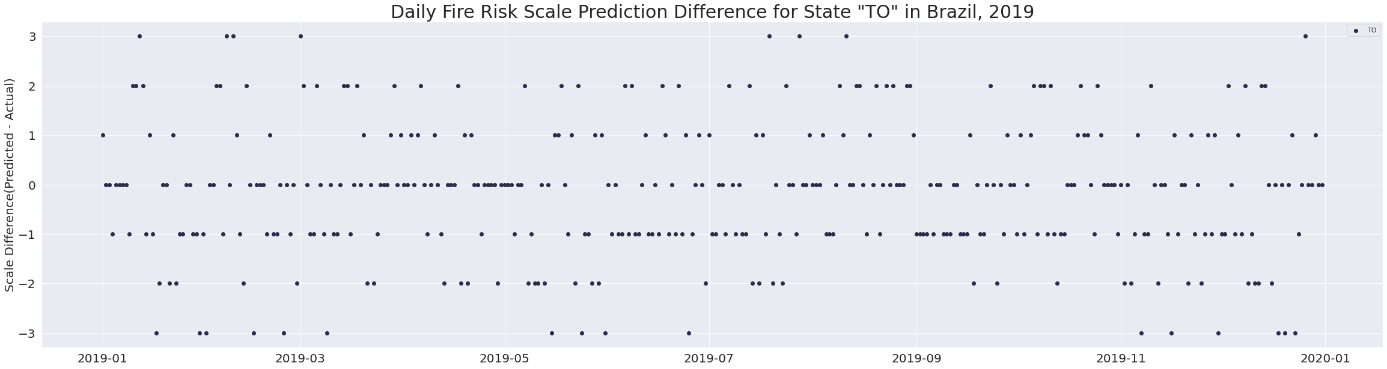 Daily Fire Risk Scale Prediction Difference for State "TO" in Brazil, 2019
Scale Difference(Predicted - Actual)
3
2
1
0
−1
−2
−3
TO
2019-01 2019-03 2019-05 2019-07 2019-09 2019-11 2020-01